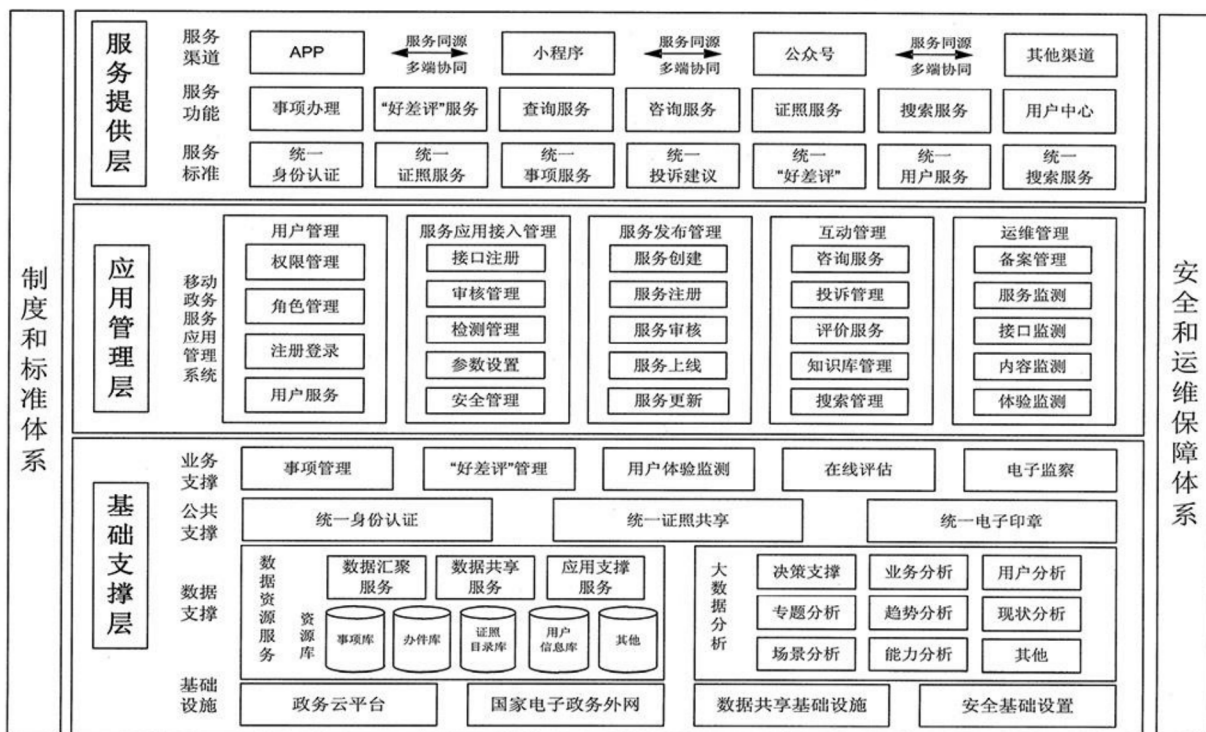 制度和标准体系
服务提供层
服务
渠道
APP
服务同源
多端协同
小程序
服务同源
多端协同
公众号
服务同源
多端协同
其他渠道
服务
功能
事项办理
“好差评”服务
查询服务
咨询服务
证照服务
搜索服务
用户中心
服务
标准
统一
身份认证
统一
证照服务
统一
事项服务
统一
投诉建议
统一
“好差评”
统一
用户服务
统一
搜索服务
应用管理层
移动
政务
服务
应用
管理
系统
用户管理
权限管理
角色管理
注册登录
用户服务
服务应用接入管理
接口注册
审核管理
检测管理
参数设置
安全管理
服务发布管理
服务创建
服务注册
服务审核
服务上线
服务更新
互动管理
咨询服务
投诉管理
评价服务
知识库管理
搜索管理
运维管理
备案管理
服务监测
接口监测
内容监测
体验监测
基础支撑层
业务
支撑
事项管理
“好差评”管理
用户体验监测
在线评估
电子监察
公共
支撑
统一身份认证
统一证照共享
统一电子印章
数据
支撑
数据资源服务
数据汇聚
服务
数据共享
服务
应用支撑
服务
资源库
事项库
办件库
证照
目录库
用户
信息库
其他
大数据分析
决策支撑
业务分析
用户分析
专题分析
趋势分析
现状分析
场景分析
能力分析
其他
基础
设施
政务云平台
国家电子政务外网
数据共享基础设施
安全基础设置
安全和运维保障体系